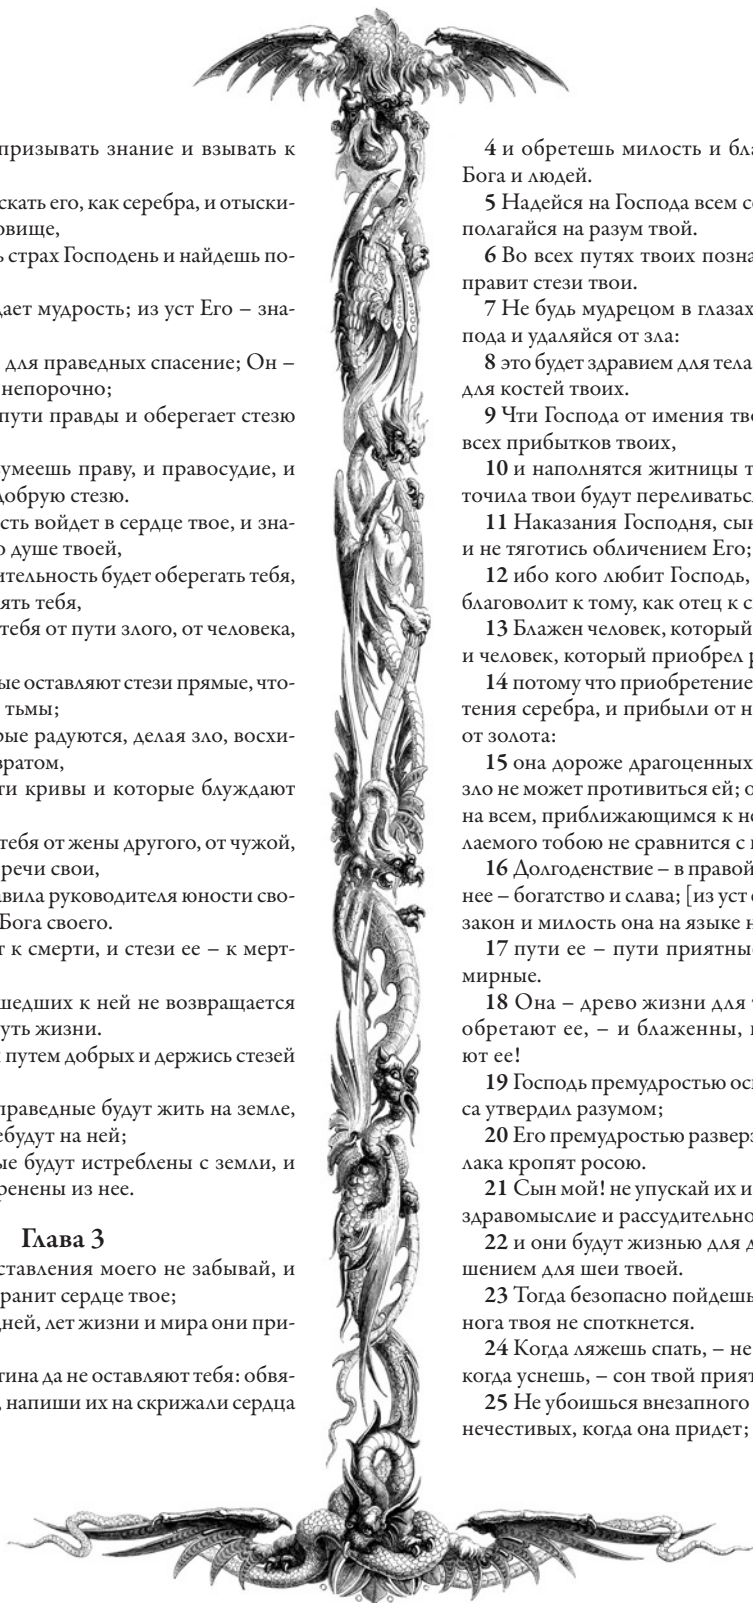 призывать знание и взывать к
скать его, как серебра, и отыски-
овище,
ь страх Господень и найдешь по-
дает мудрость; из уст Его – зна-
для праведных спасение; Он –
непорочно;
пути правды и оберегает стезю
умеешь праву, и правосудие, и
добрую стезю.
сть войдет в сердце твое, и зна-
о душе твоей,
ительность будет оберегать тебя,
ять тебя,
тебя от пути злого, от человека,
ые оставляют стези прямые, что-
тьмы;
рые радуются, делая зло, восхи-
вратом,
ти кривы и которые блуждают
тебя от жены другого, от чужой,
речи свои,
авила руководителя юности сво-
Бога своего.
т к смерти, и стези ее – к мерт-
шедших к ней не возвращается
уть жизни.
путем добрых и держись стезей
праведные будут жить на земле,
ебудут на ней;
ые будут истреблены с земли, и
ренены из нее.
Глава 3
ставления моего не забывай, и
ранит сердце твое;
дней, лет жизни и мира они при-
тина да не оставляют тебя: обвя-
, напиши их на скрижали сердца
4 и обретешь милость и бла
Бога и людей.
5 Надейся на Господа всем се
полагайся на разум твой.
6 Во всех путях твоих позна
правит стези твои.
7 Не будь мудрецом в глазах
пода и удаляйся от зла:
8 это будет здравием для тела
для костей твоих.
9 Чти Господа от имения тво
всех прибытков твоих,
10 и наполнятся житницы т
точила твои будут переливатьс
11 Наказания Господня, сын
и не тяготись обличением Его;
12 ибо кого любит Господь,
благоволит к тому, как отец к с
13 Блажен человек, который
и человек, который приобрел р
14 потому что приобретение
тения серебра, и прибыли от н
от золота:
15 она дороже драгоценных
зло не может противиться ей; о
на всем, приближающимся к не
лаемого тобою не сравнится с н
16 Долгоденствие – в правой
нее – богатство и слава; [из уст е
закон и милость она на языке н
17 пути ее – пути приятные
мирные.
18 Она – древо жизни для т
обретают ее, – и блаженны, к
ют ее!
19 Господь премудростью осн
са утвердил разумом;
20 Его премудростью разверз
лака кропят росою.
21 Сын мой! не упускай их и
здравомыслие и рассудительно
22 и они будут жизнью для д
шением для шеи твоей.
23 Тогда безопасно пойдешь
нога твоя не споткнется.
24 Когда ляжешь спать, – не
когда уснешь, – сон твой прият
25 Не убоишься внезапного
нечестивых, когда она придет;